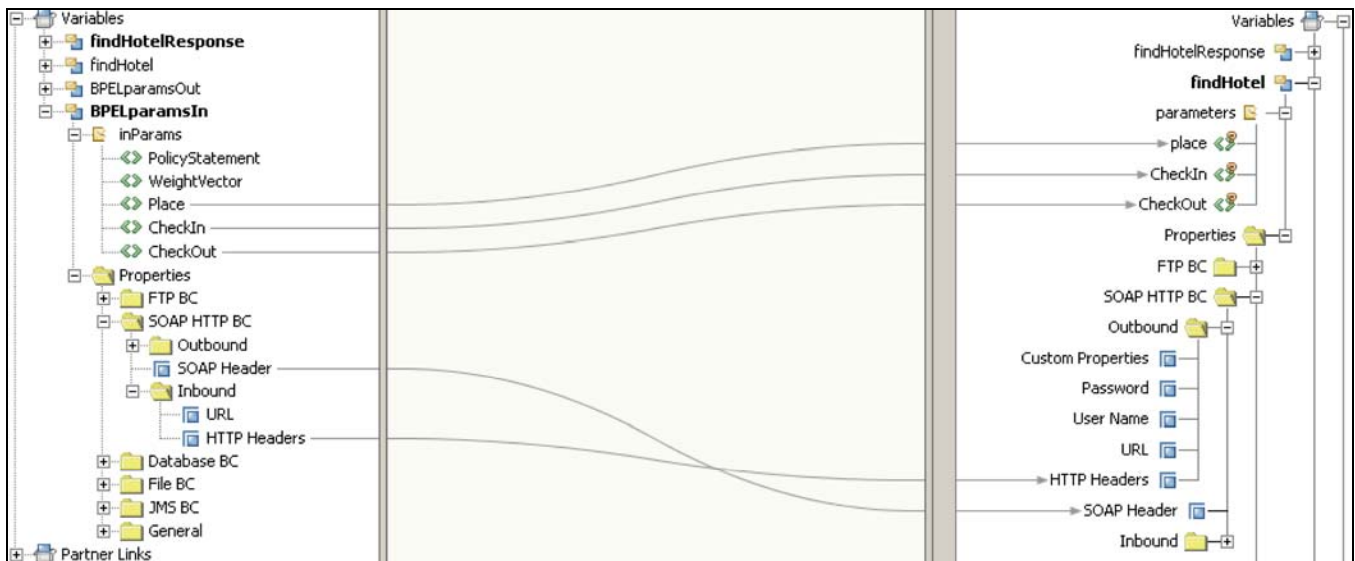 Variables
findHotelResponse
findHotel
BPELparamsOut
BPELparamsIn
inParams
PolicyStatement
WeightVector
Place
CheckIn
CheckOut
Properties
FTP BC
SOAP HTTP BC
Outbound
SOAP Header
Inbound
URL
HTTP Headers
Database BC
File BC
JMS BC
General
Partner Links
Variables
findHotelResponse
findHotel
parameters
place
CheckIn
CheckOut
Properties
FTP BC
SOAP HTTP BC
Outbound
Custom Properties
Password
User Name
URL
HTTP Headers
SOAP Header
Inbound